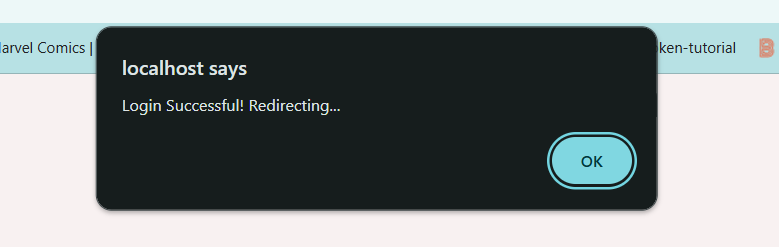 arvel Comics |
ken-tutorial
B
localhost says
Login Successful! Redirecting...
OK